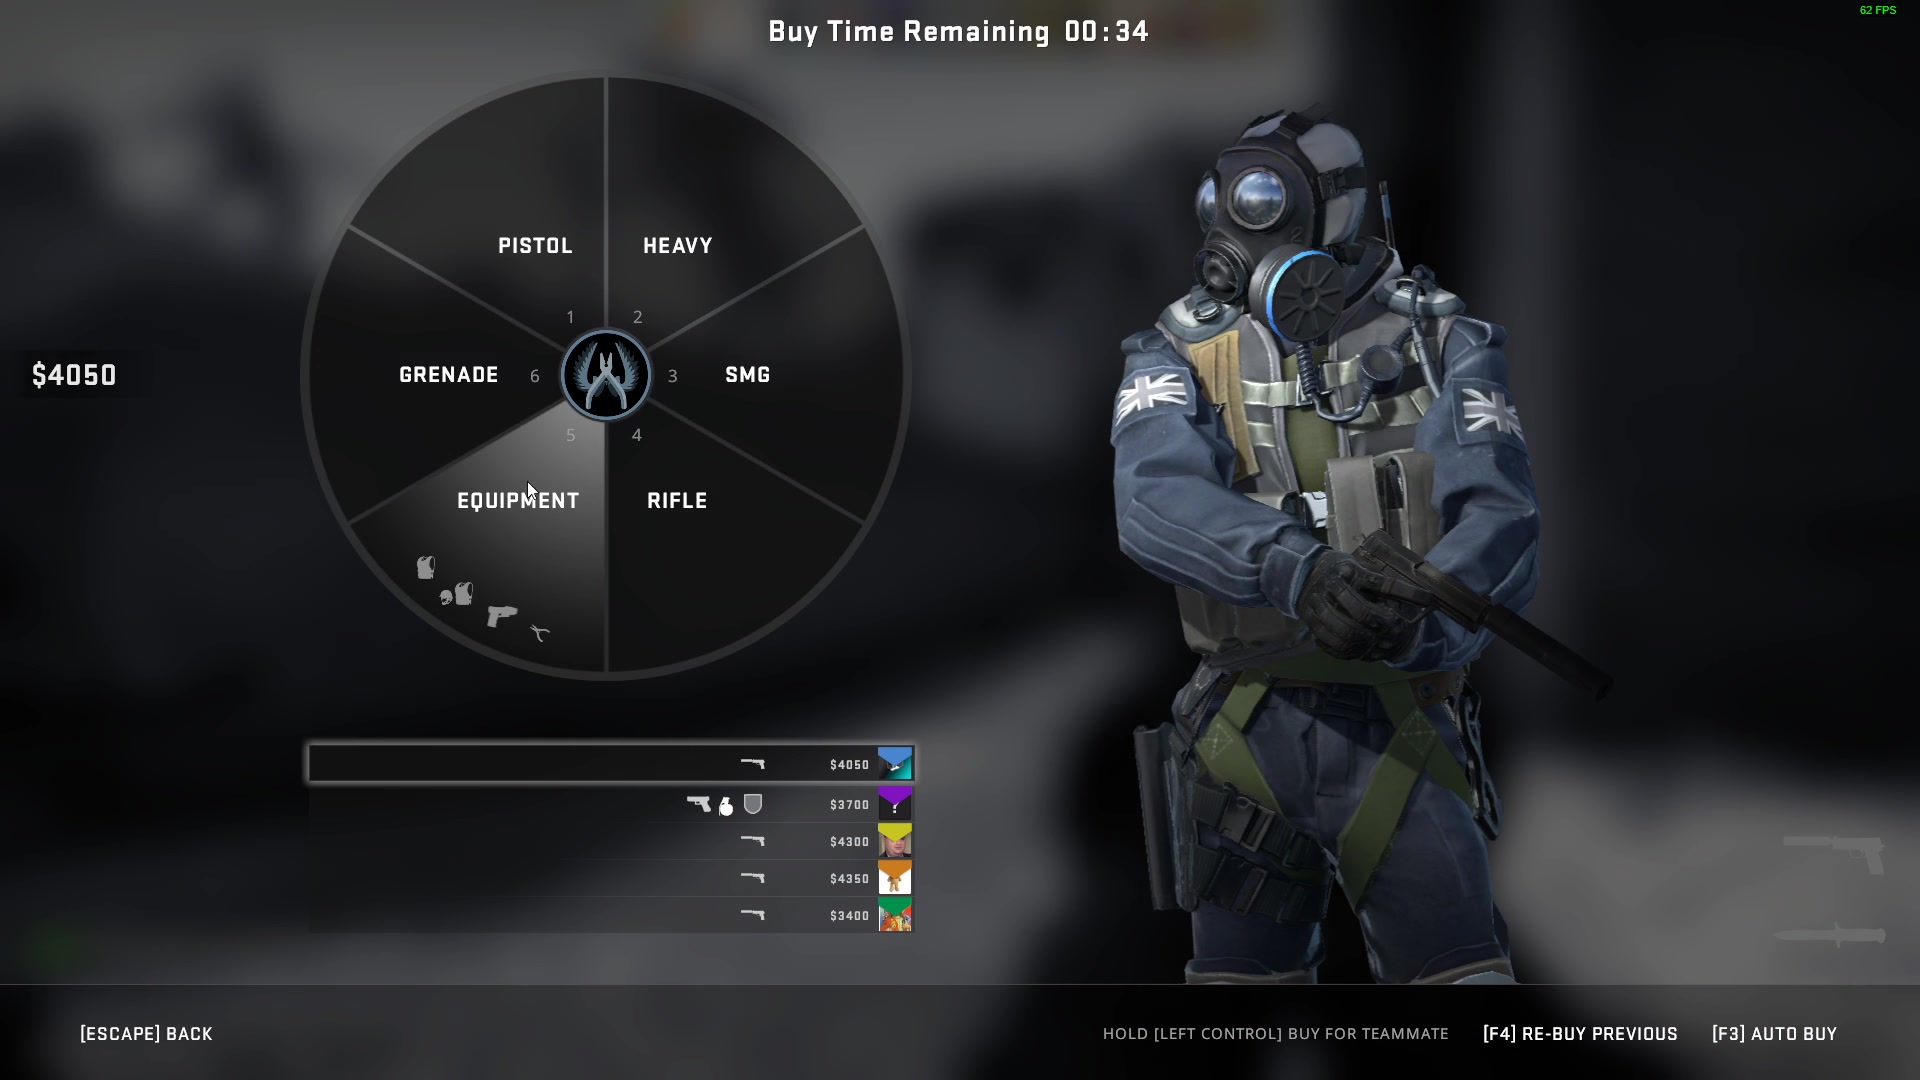 62 FPS
Buy Time Remaining 00:34
PISTOL
HEAVY
1
2
$4050
GRENADE
6
3
SMG
5
4
EQUIPMENT
RIFLE
$4050
$3700
$4300
$4350
$3400
[ESCAPE] BACK
HOLD [LEFT CONTROL] BUY FOR TEAMMATE
[F4] RE-BUY PREVIOUS
[F3] AUTO BUY